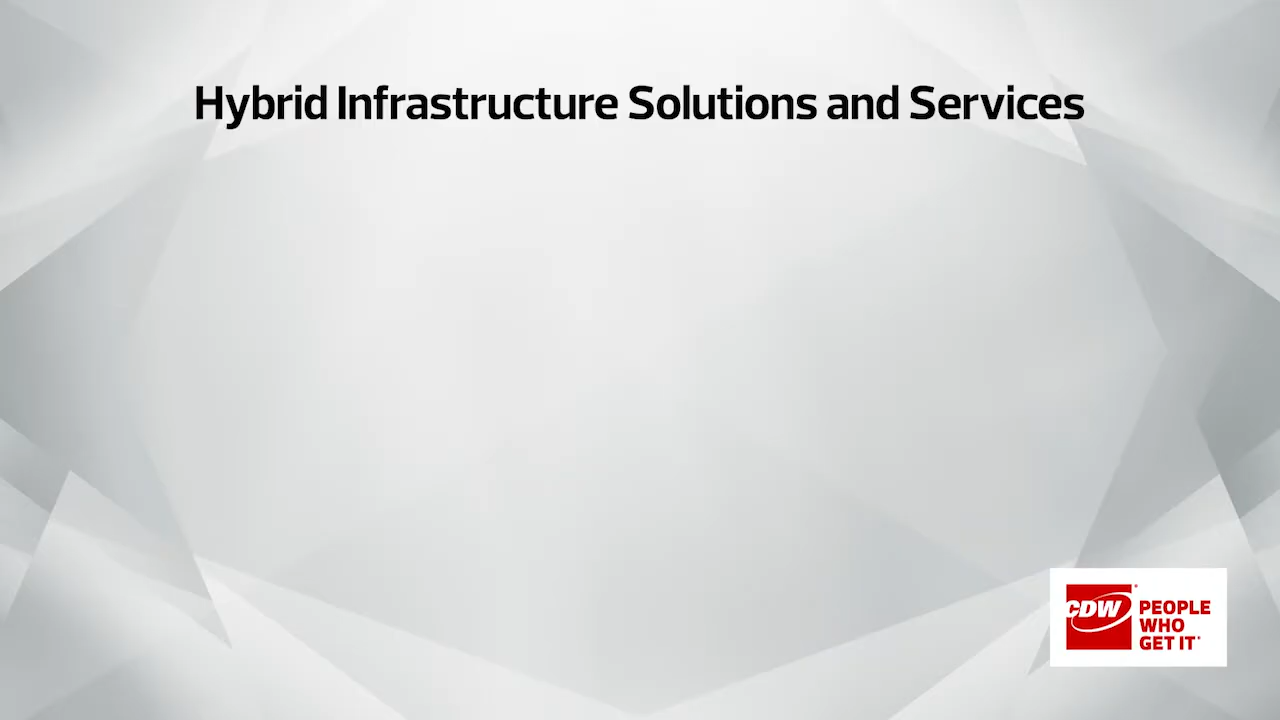 Hybrid Infrastructure Solutions and Services
CDW®
PEOPLE
WHO
GET IT®